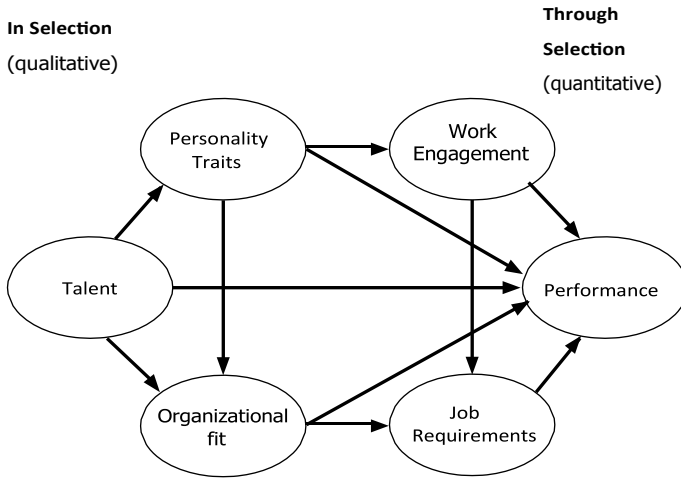 In Selection
(qualitative)
Through
Selection
(quantitative)
Personality
Traits
Work
Engagement
Talent
Performance
Organizational
fit
Job
Requirements